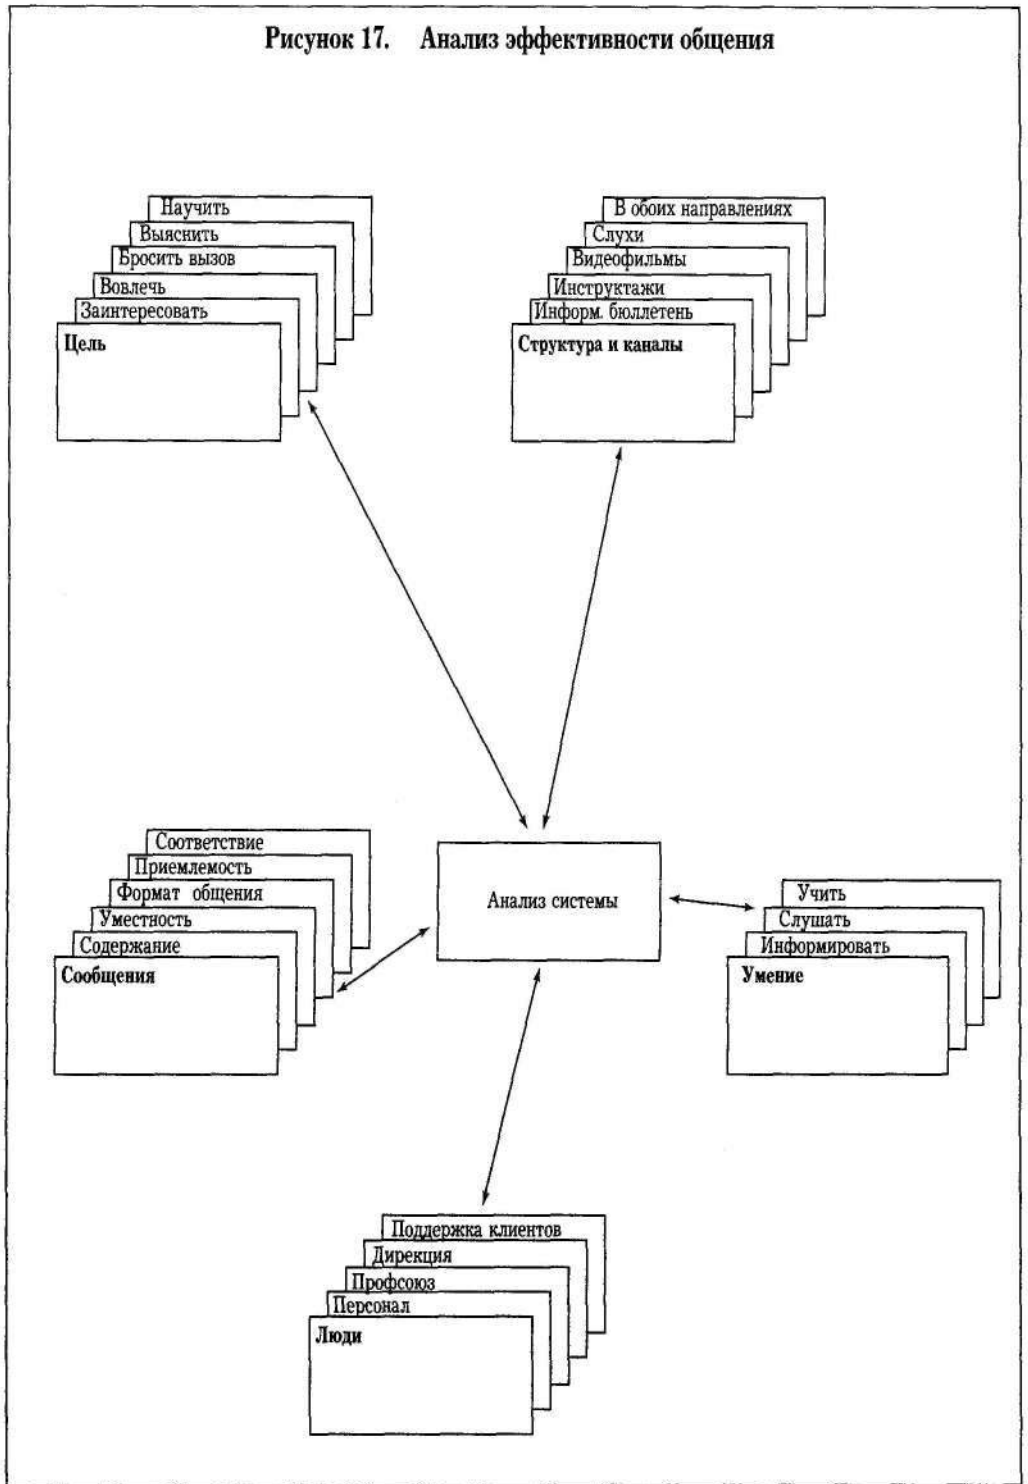 Рисунок 17. Анализ эффективности общения
Научить
Выяснить
Бросить вызов
Вовлечь
Заинтересовать
Цель
В обоих направлениях
Слухи
Видеофильмы
Инструктажи
Информ. бюллетень
Структура и каналы
Соответствие
Приемлемость
Формат общения
Уместность
Содержание
Сообщения
Анализ системы
Учить
Слушать
Информировать
Умение
Поддержка клиентов
Дирекция
Профсоюз
Персонал
Люди